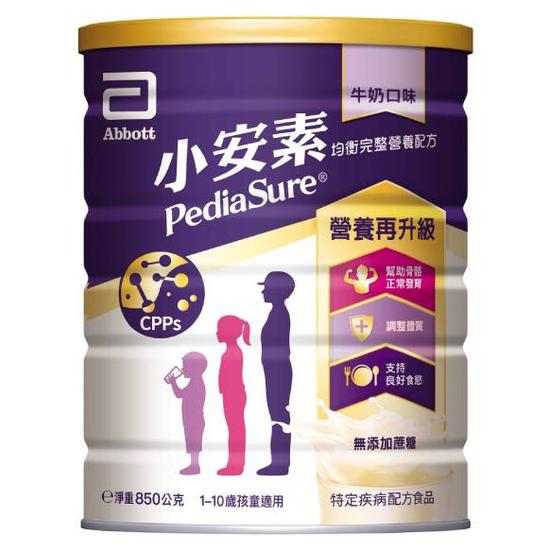 Abbott
牛奶口味
小安素
均衡完整營養配方
PediaSure®
營養再升級
幫助骨骼
正常發育
調整體質
支持
良好食慾
CPPs
無添加蔗糖
℮淨重850公克
1-10歲孩童適用
特定疾病配方食品